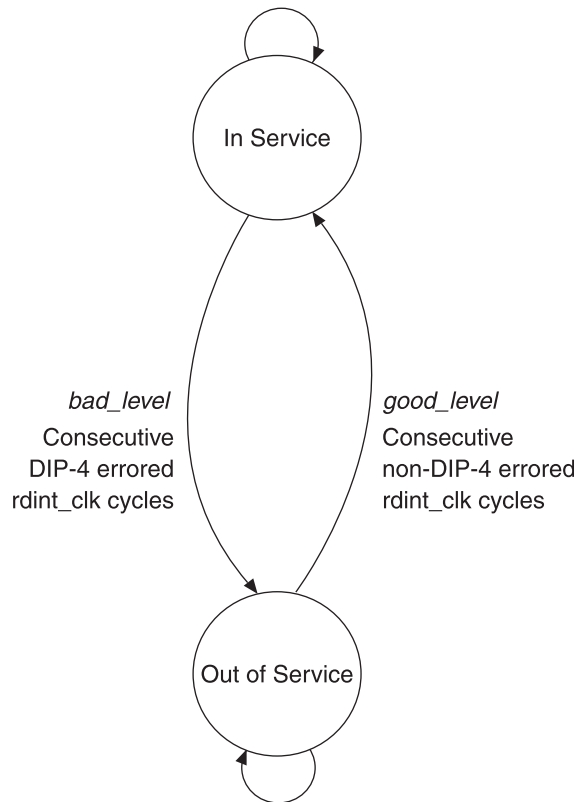 In Service
bad_level
Consecutive
DIP-4 errored
rdint_clk cycles
good_level
Consecutive
non-DIP-4 errored
rdint_clk cycles
Out of Service